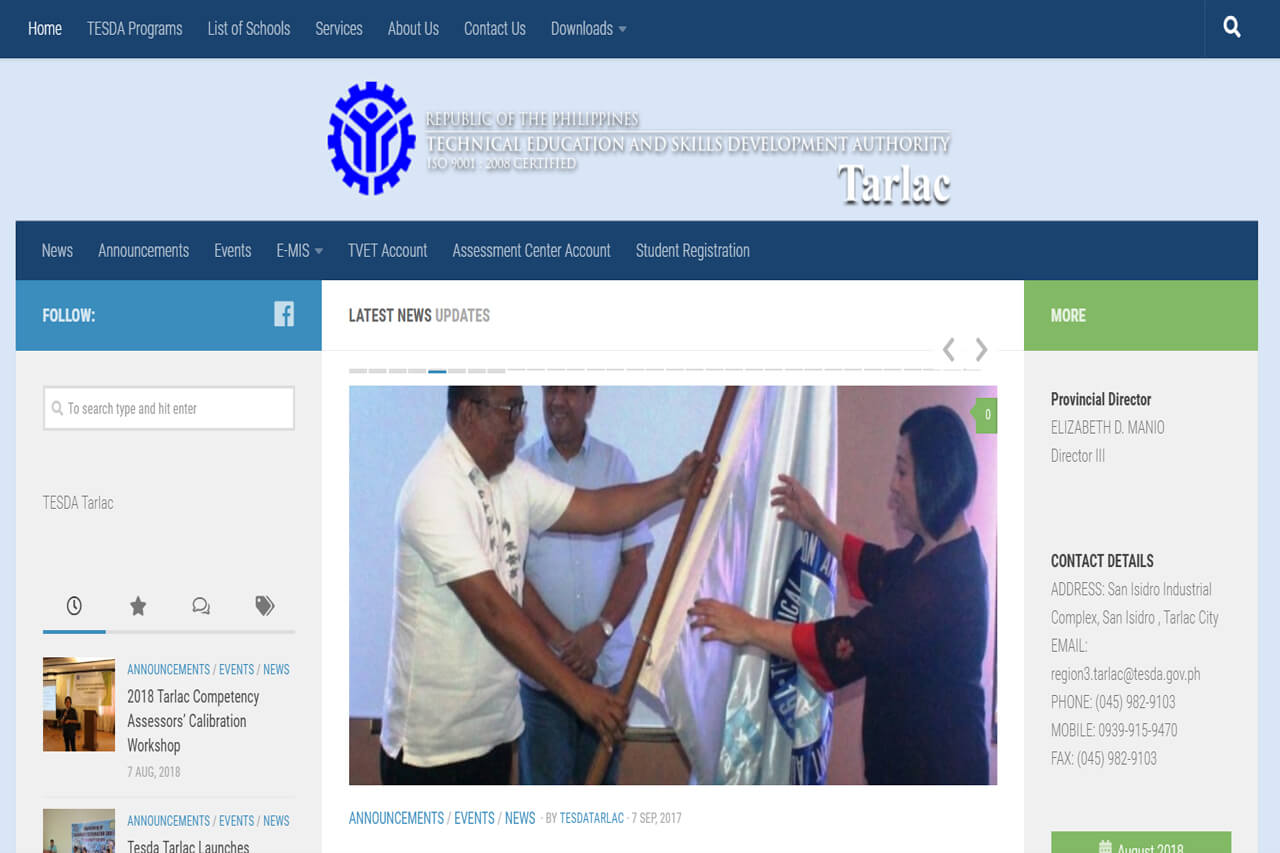 Home TESDA Programs List of Schools Services About Us Contact Us Downloads
REPUBLIC OF THE PHILIPPINES
TECHNICAL EDUCATION AND SKILLS DEVELOPMENT AUTHORITY
ISO 9001 - 2008 CERTIFIED
Tarlac
News Announcements Events E-MIS TVET Account Assessment Center Account Student Registration
FOLLOW:
To search type and hit enter
TESDA Tarlac
ANNOUNCEMENTS / EVENTS / NEWS
2018 Tarlac Competency
Assessors' Calibration
Workshop
7 AUG, 2018
ANNOUNCEMENTS / EVENTS / NEWS
Tesda Tarlac Launches
LATEST NEWS UPDATES
0
ANNOUNCEMENTS / EVENTS / NEWS · BY TESDATARLAC · 7 SEP, 2017
MORE
Provincial Director
ELIZABETH D. MANIO
Director III
CONTACT DETAILS
ADDRESS: San Isidro Industrial
Complex, San Isidro , Tarlac City
EMAIL:
region3.tarlac@tesda.gov.ph
PHONE: (045) 982-9103
MOBILE: 0939-915-9470
FAX: (045) 982-9103
August 2018